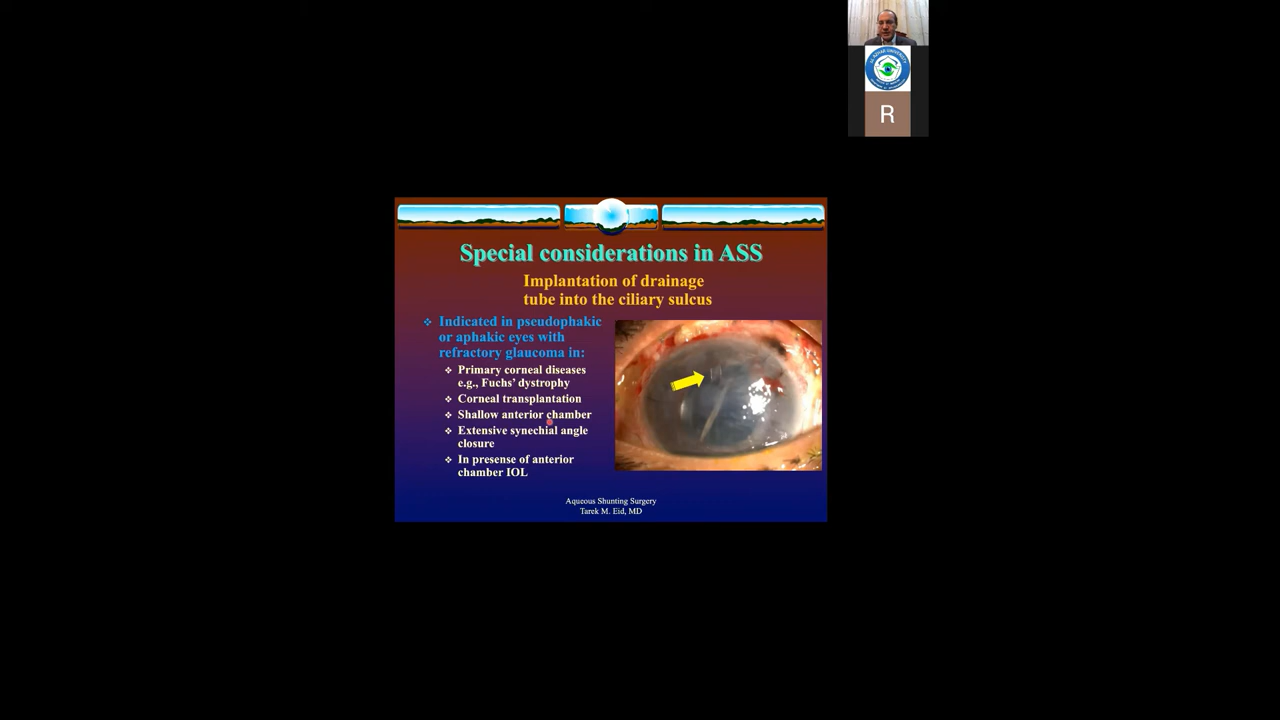 R
Special considerations in ASS
Implantation of drainage
tube into the ciliary sulcus
Indicated in pseudophakic
or aphakic eyes with
refractory glaucoma in:
Primary corneal diseases
e.g., Fuchs' dystrophy
Corneal transplantation
Shallow anterior chamber
Extensive synechial angle
closure
In presense of anterior
chamber IOL
Aqueous Shunting Surgery
Tarek M. Eid, MD